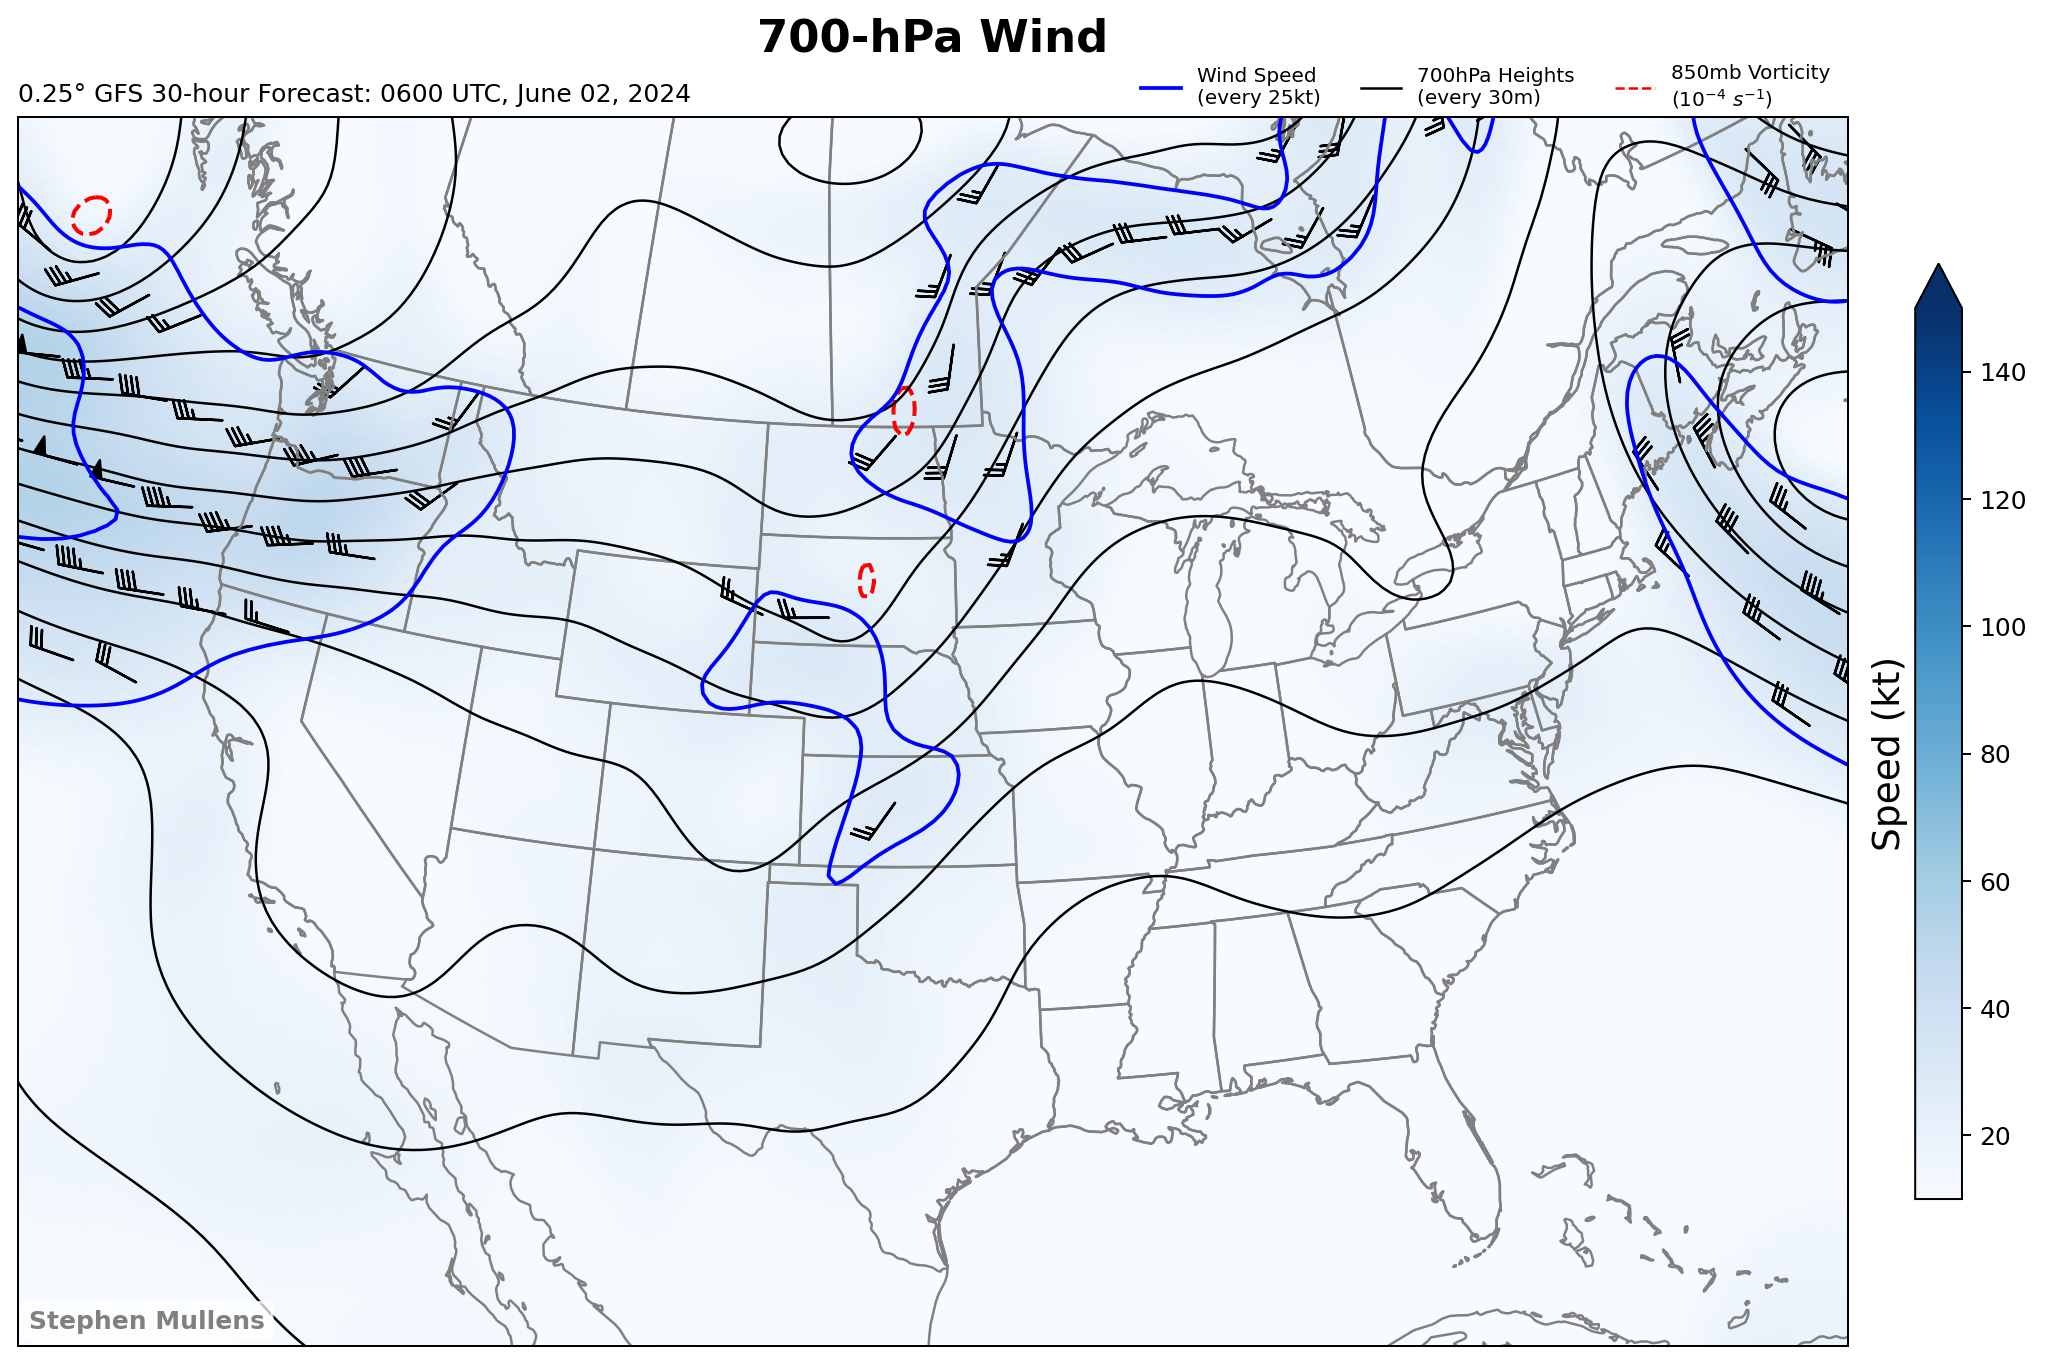 700-hPa Wind
0.25° GFS 30-hour Forecast: 0600 UTC, June 02, 2024
Wind Speed
(every 25kt)
700hPa Heights
(every 30m)
850mb Vorticity
(10⁻⁴ s⁻¹)
140
120
100
80
60
40
20
Speed (kt)
Stephen Mullens